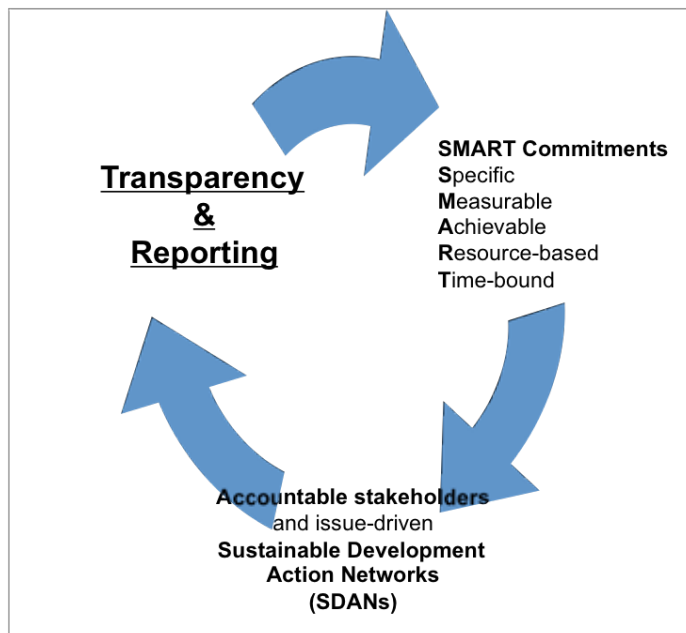 Transparency
&
Reporting
SMART Commitments
Specific
Measurable
Achievable
Resource-based
Time-bound
Accountable stakeholders
and issue-driven
Sustainable Development
Action Networks
(SDANs)